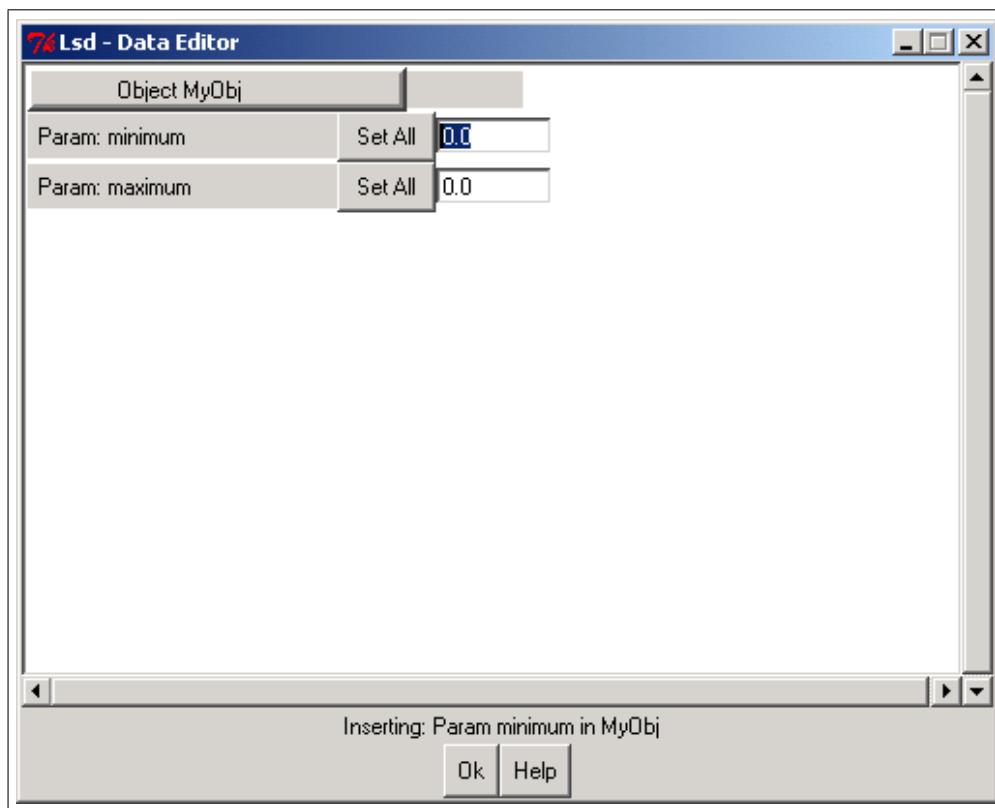 Lsd - Data Editor
Object MyObj
Param: minimum Set All 0.0
Param: maximum Set All 0.0
Inserting: Param minimum in MyObj
Ok Help